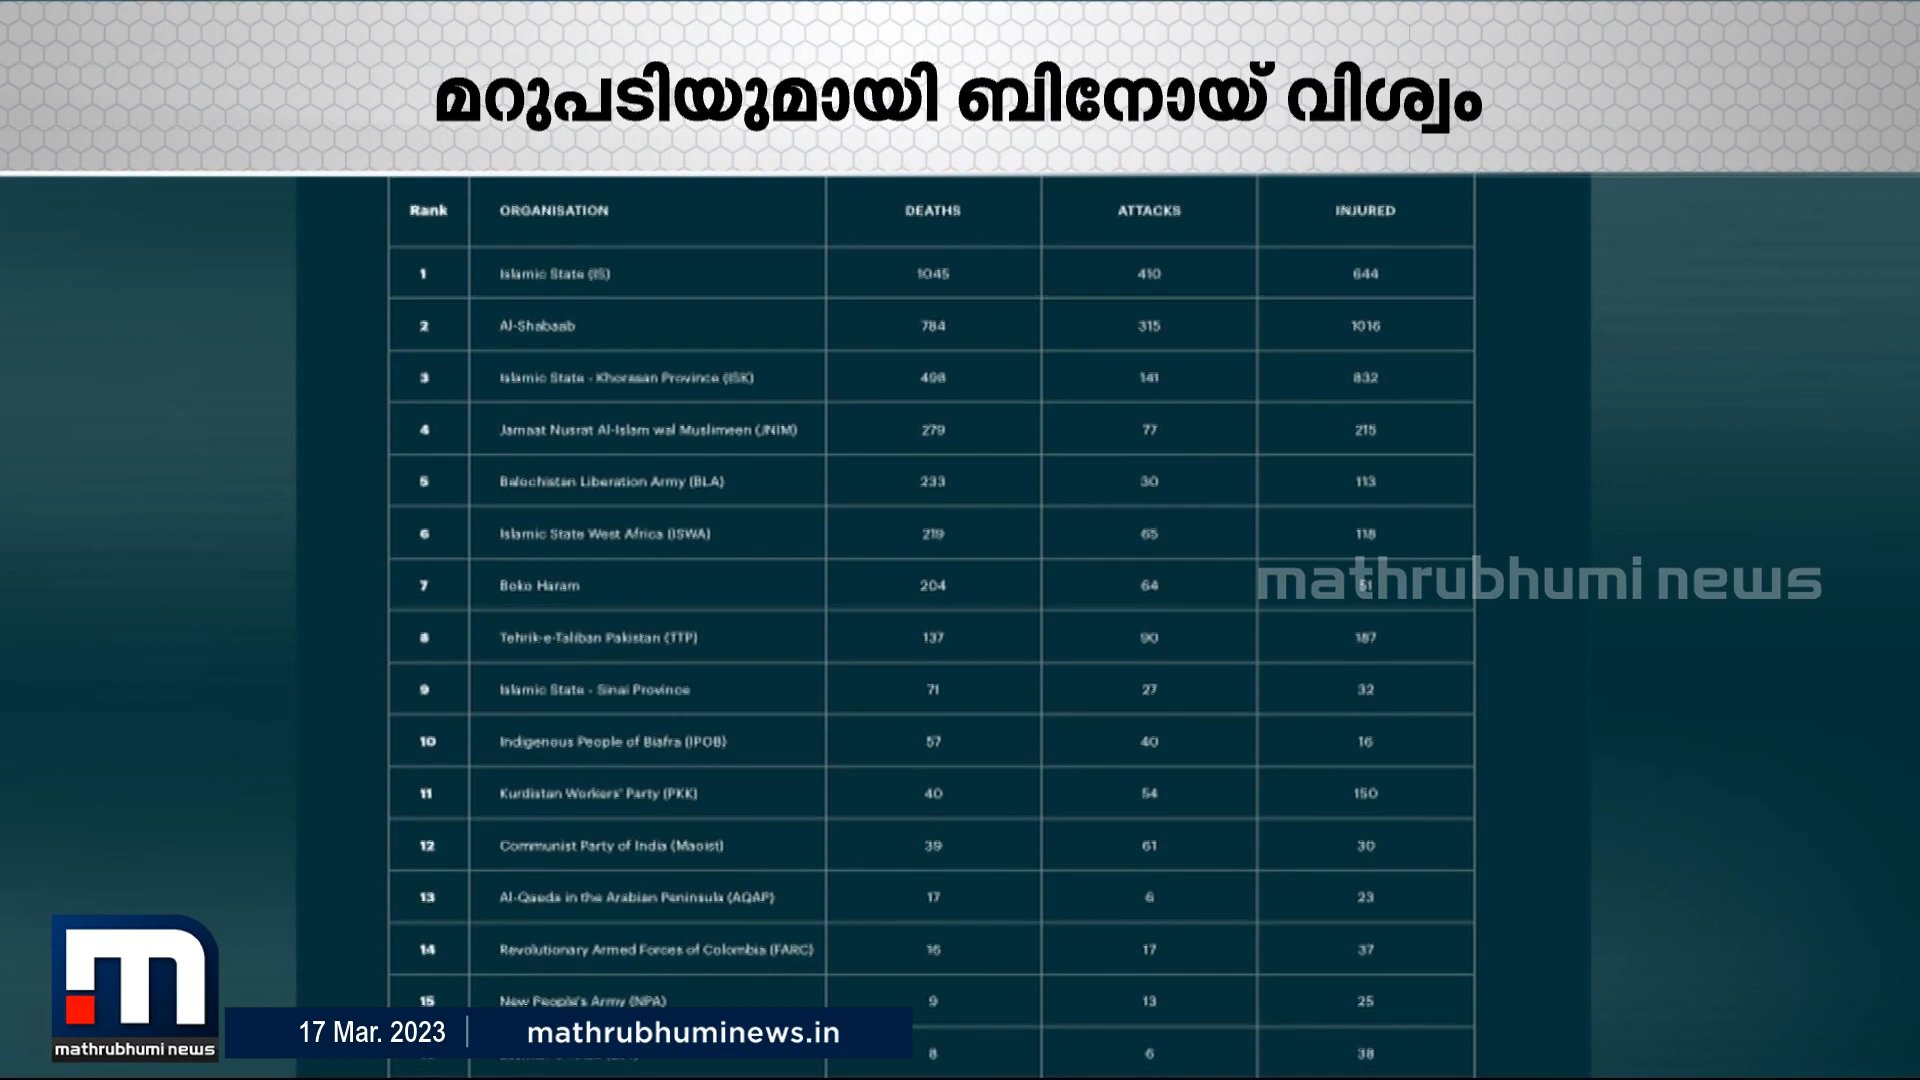 മറുപടിയുമായി ബിനോയ് വിശ്വം
Rank ORGANISATION DEATHS ATTACKS INJURED
1 Islamic State (IS) 1045 410 644
2 Al-Shabaab 784 315 1016
3 Islamic State - Khorasan Province (ISK) 498 141 832
4 Jamaat Nusrat Al-Islam wal Muslimeen (JNIM) 279 77 215
5 Balochistan Liberation Army (BLA) 233 30 113
6 Islamic State West Africa (ISWA) 219 65 118
7 Boko Haram 204 64 51
mathrubhumi news
8 Tehrik-e-Taliban Pakistan (TTP) 137 90 187
9 Islamic State - Sinai Province 71 27 32
10 Indigenous People of Biafra (IPOB) 57 40 16
11 Kurdistan Workers' Party (PKK) 40 54 150
12 Communist Party of India (Maoist) 39 61 30
13 Al-Qaeda in the Arabian Peninsula (AQAP) 17 6 23
14 Revolutionary Armed Forces of Colombia (FARC) 16 17 37
15 New People's Army (NPA) 9 13 25
8 6 38
17 Mar. 2023 mathrubhuminews.in
mathrubhumi news